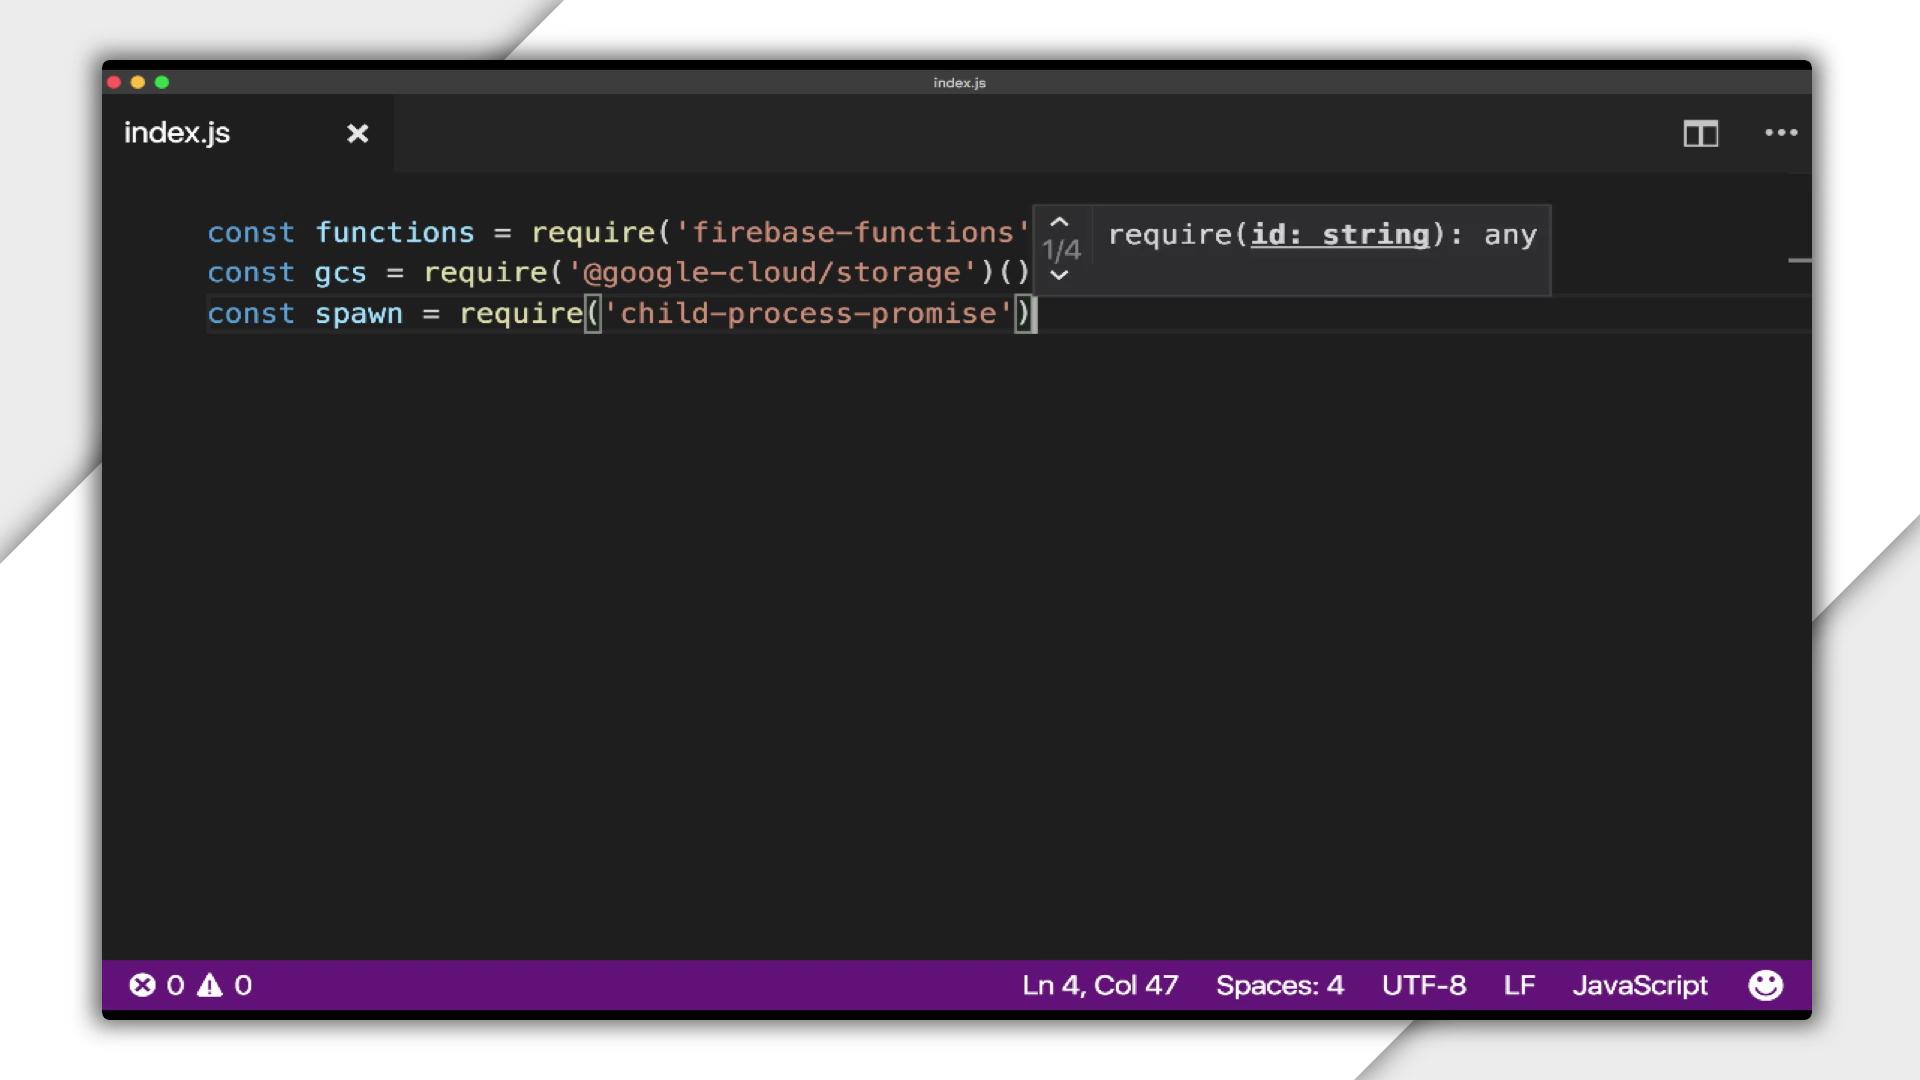 index.js
index.js
const functions = require('firebase-functions'
const gcs = require('@google-cloud/storage')()
const spawn = require('child-process-promise')
1/4
require(id: string): any
0 0
Ln 4, Col 47 Spaces: 4 UTF-8 LF JavaScript